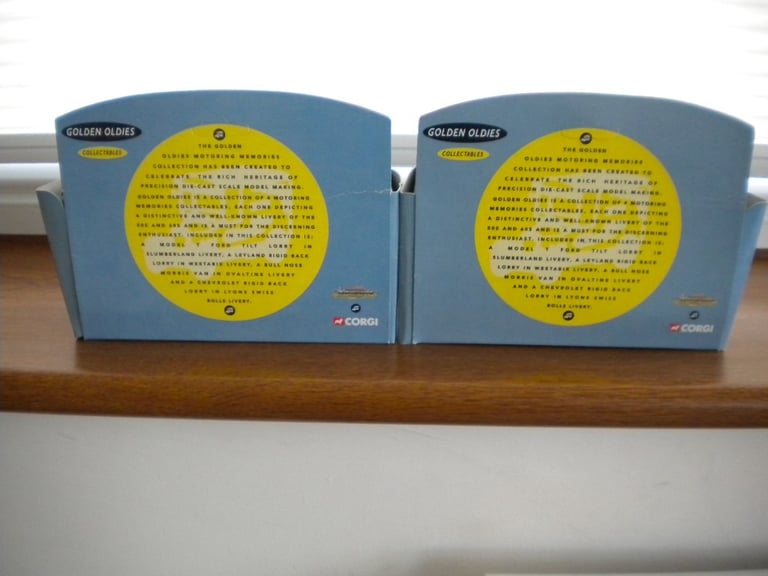 GOLDEN OLDIES
COLLECTABLES
THE GOLDEN
OLDIES MOTORING MEMORIES
COLLECTION HAS BEEN CREATED TO
CELEBRATE THE RICH HERITAGE OF
PRECISION DIE-CAST SCALE MODEL MAKING.
GOLDEN OLDIES IS A COLLECTION OF 4 MOTORING
MEMORIES COLLECTABLES. EACH ONE DEPICTING
A DISTINCTIVE AND WELL-KNOWN LIVERY OF THE
50S AND 60S AND IS A MUST FOR THE DISCERNING
ENTHUSIAST. INCLUDED IN THIS COLLECTION IS;
A MODEL T FORD TILT LORRY IN
SLUMBERLAND LIVERY, A LEYLAND RIGID BACK
LORRY IN WEETABIX LIVERY, A BULL NOSE
MORRIS VAN IN OVALTINE LIVERY
AND A CHEVROLET RIGID BACK
LORRY IN LYONS SWISS
ROLLS LIVERY.
CORGI
GOLDEN OLDIES
COLLECTABLES
THE GOLDEN
OLDIES MOTORING MEMORIES
COLLECTION HAS BEEN CREATED TO
CELEBRATE THE RICH HERITAGE OF
PRECISION DIE-CAST SCALE MODEL MAKING.
GOLDEN OLDIES IS A COLLECTION OF 4 MOTORING
MEMORIES COLLECTABLES. EACH ONE DEPICTING
A DISTINCTIVE AND WELL-KNOWN LIVERY OF THE
50S AND 60S AND IS A MUST FOR THE DISCERNING
ENTHUSIAST. INCLUDED IN THIS COLLECTION IS;
A MODEL T FORD TILT LORRY IN
SLUMBERLAND LIVERY, A LEYLAND RIGID BACK
LORRY IN WEETABIX LIVERY, A BULL NOSE
MORRIS VAN IN OVALTINE LIVERY
AND A CHEVROLET RIGID BACK
LORRY IN LYONS SWISS
ROLLS LIVERY.
CORGI